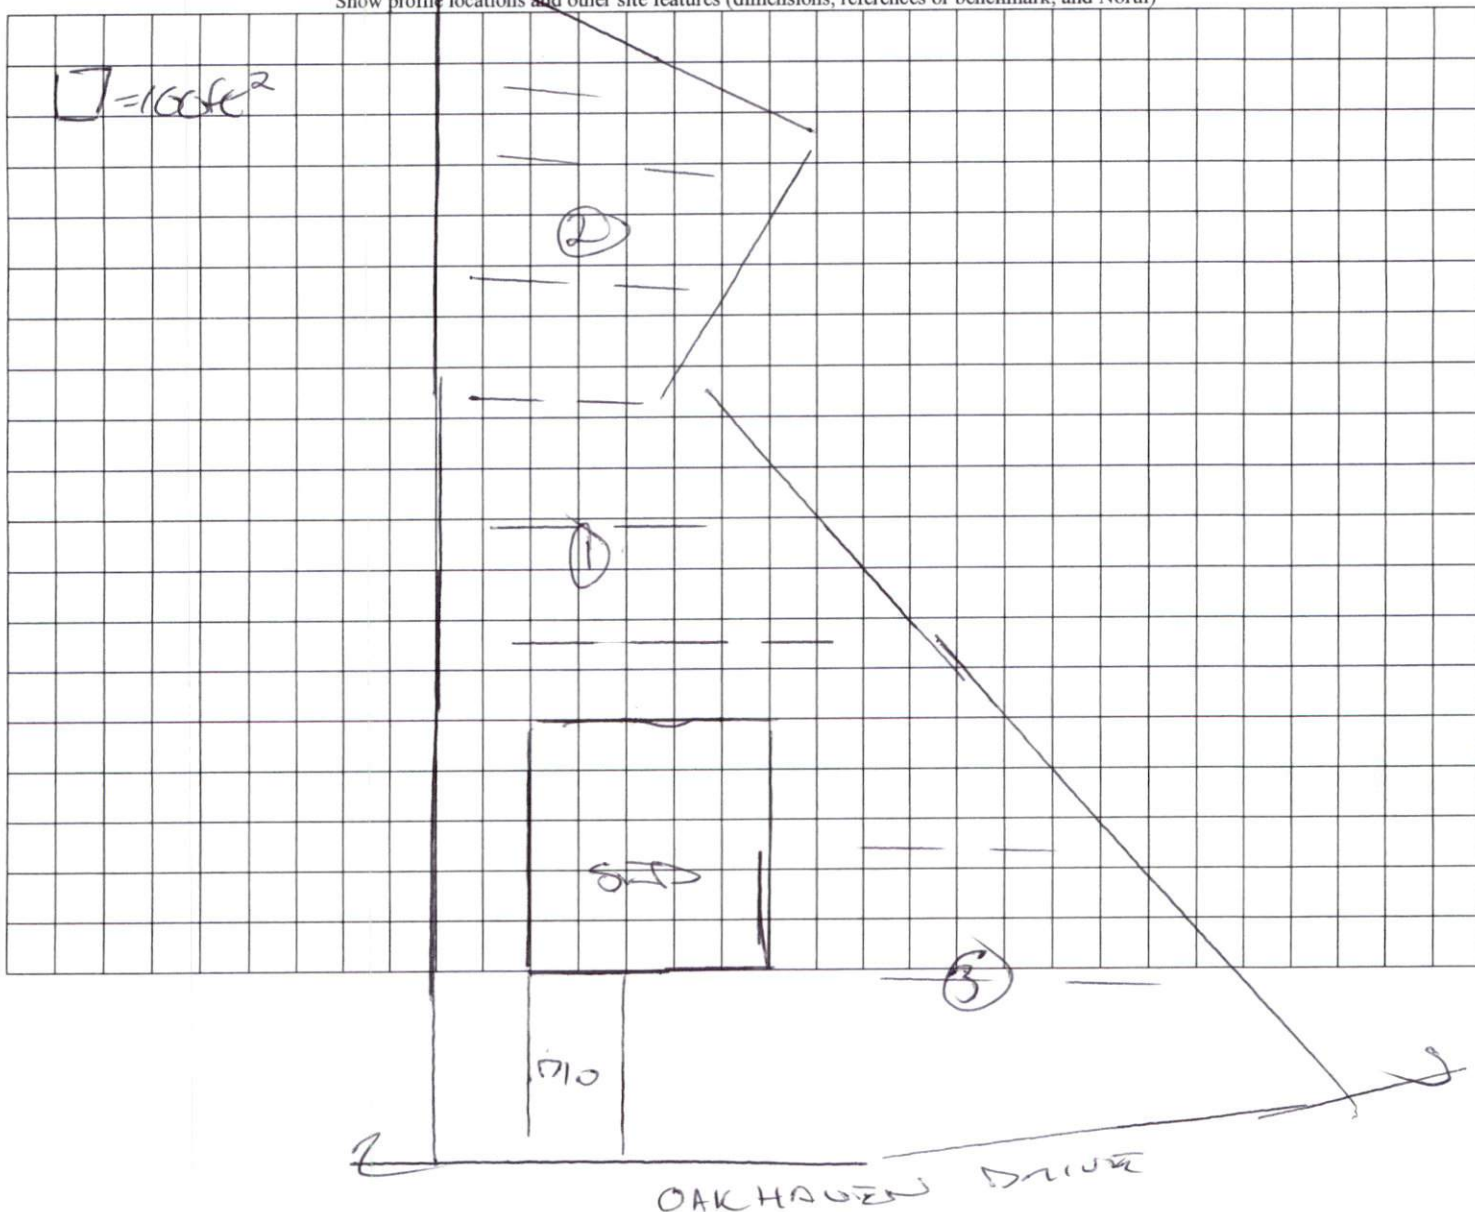 Show profile locations and other site features (dimensions, references or benchmark, and North)
=100ft²
2
1
3
D/O
OAKHAVEN DRIVE